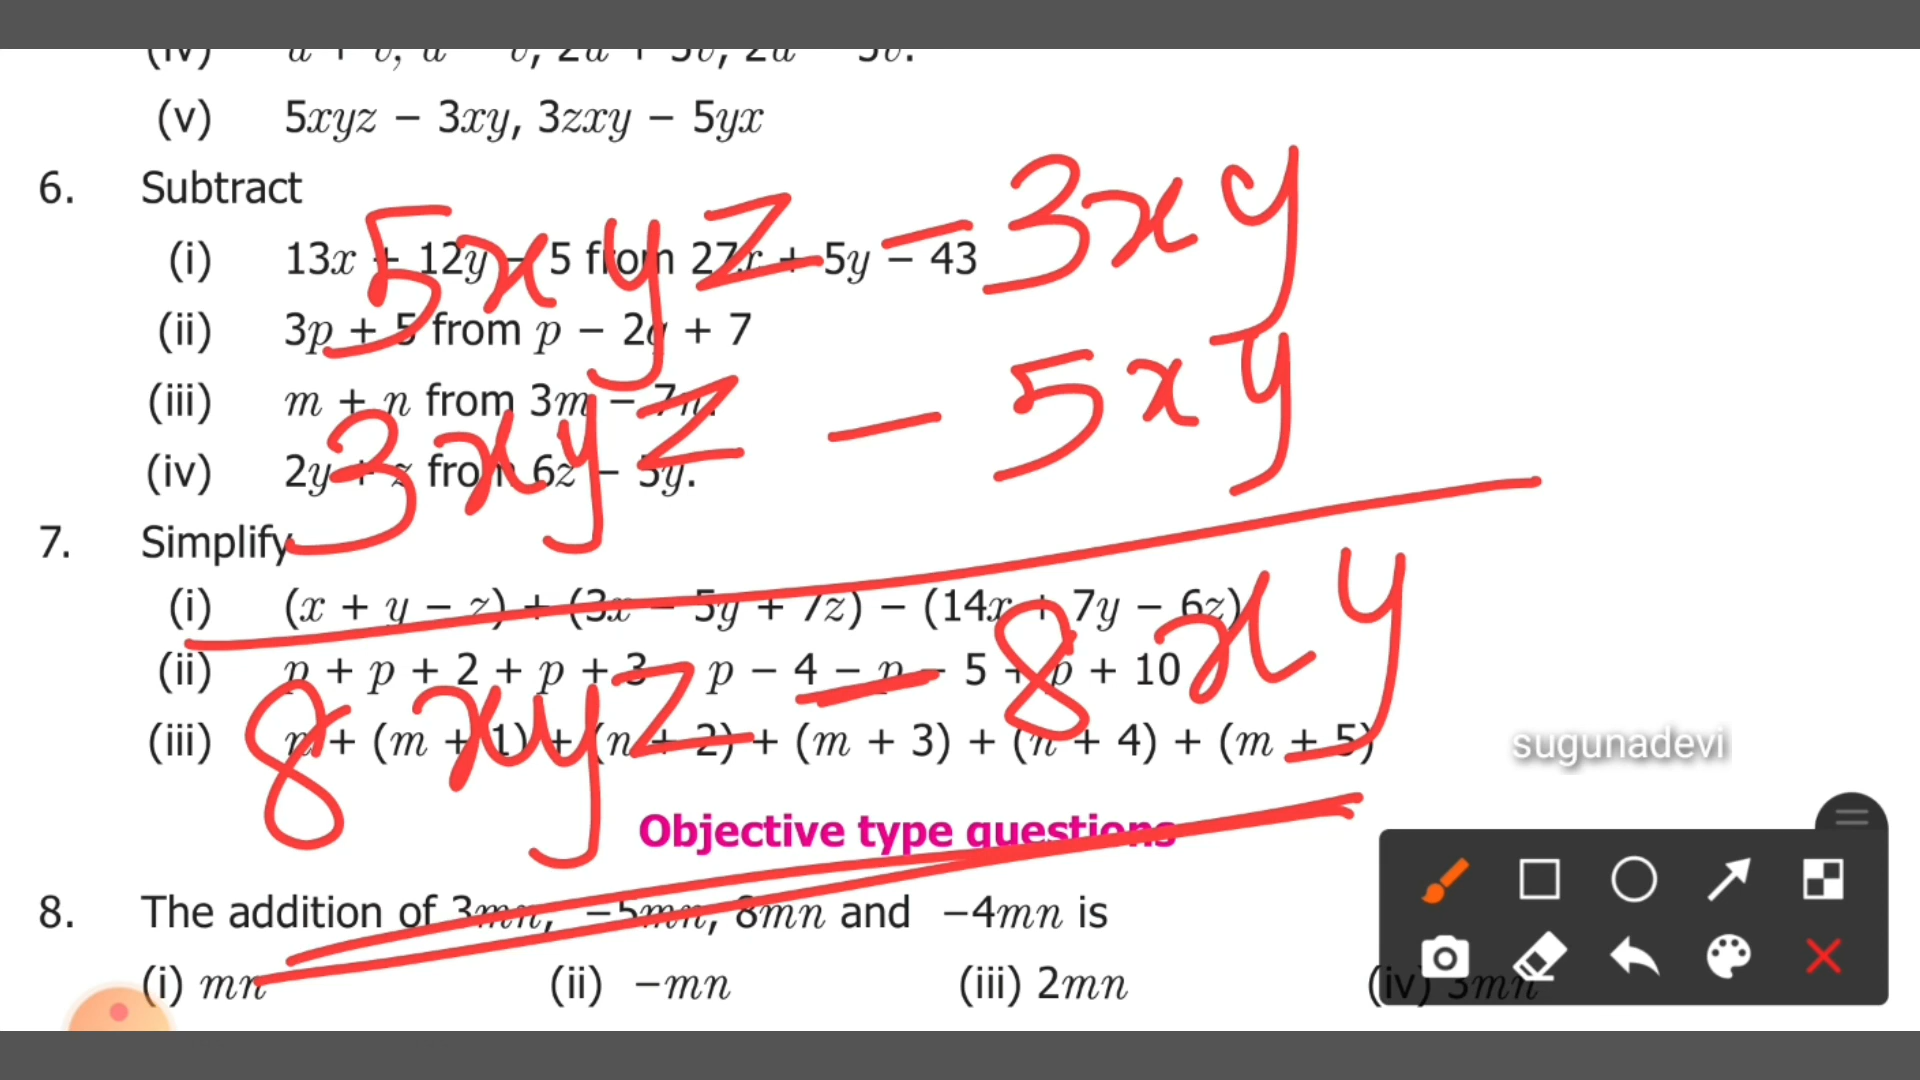 (v) 5xyz − 3xy, 3zxy − 5yx
6. Subtract
(i) 13x + 12y − 5 from 27x + 5y − 43
(ii) 3p + 5 from p − 2q + 7
(iii) m + n from 3m − 7n.
(iv) 2y + z from 6z − 5y.
7. Simplify
(i) (x + y − z) + (3x − 5y + 7z) − (14x + 7y − 6z)
(ii) p + p + 2 + p + 3 p − 4 − p − 5 + p + 10
(iii) + (m + 1) + (n + 2) + (m + 3) + (n + 4) + (m + 5)
5xyz − 3xy
3xyz − 5xy
8xyz − 8xy
sugunadevi
Objective type questions
8. The addition of 3mn, −5mn, 8mn and −4mn is
(i) mn (ii) −mn (iii) 2mn (iv) 3mn